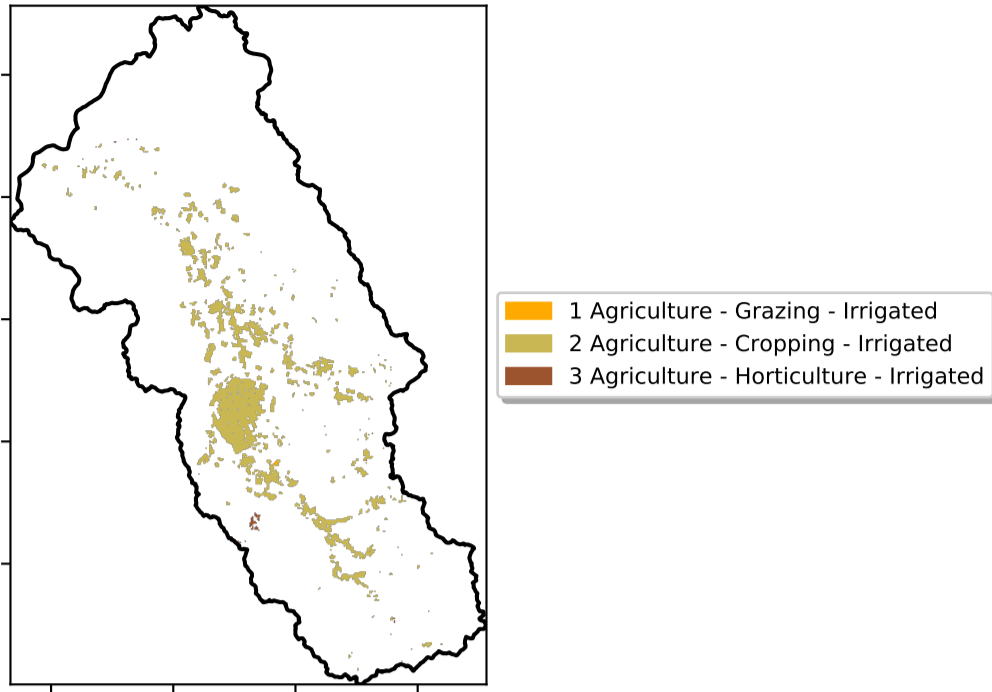 1 Agriculture - Grazing - Irrigated
2 Agriculture - Cropping - Irrigated
3 Agriculture - Horticulture - Irrigated